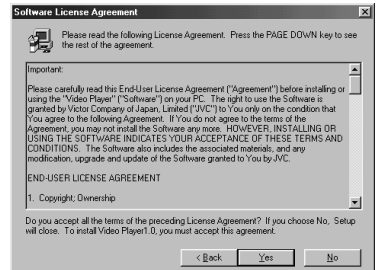 Software License Agreement
Please read the following License Agreement. Press the PAGE DOWN key to see
the rest of the agreement.
Important:
Please carefully read this End-User License Agreement ("Agreement") before installing or
using the "Video Player" ("Software") on your PC. The right to use the Software is
granted by Victor Company of Japan, Limited ("JVC") to You only on the condition that
You agree to the following Agreement. If You do not agree to the terms of the
Agreement, you may not install the Software any more. HOWEVER, INSTALLING OR
USING THE SOFTWARE INDICATES YOUR ACCEPTANCE OF THESE TERMS AND
CONDITIONS. The Software also includes the associated materials, and any
modification, upgrade and update of the Software granted to You by JVC.
END-USER LICENSE AGREEMENT
1. Copyright; Ownership
Do you accept all the terms of the preceding License Agreement? If you choose No, Setup
will close. To install Video Player1.0, you must accept this agreement.
< Back Yes No